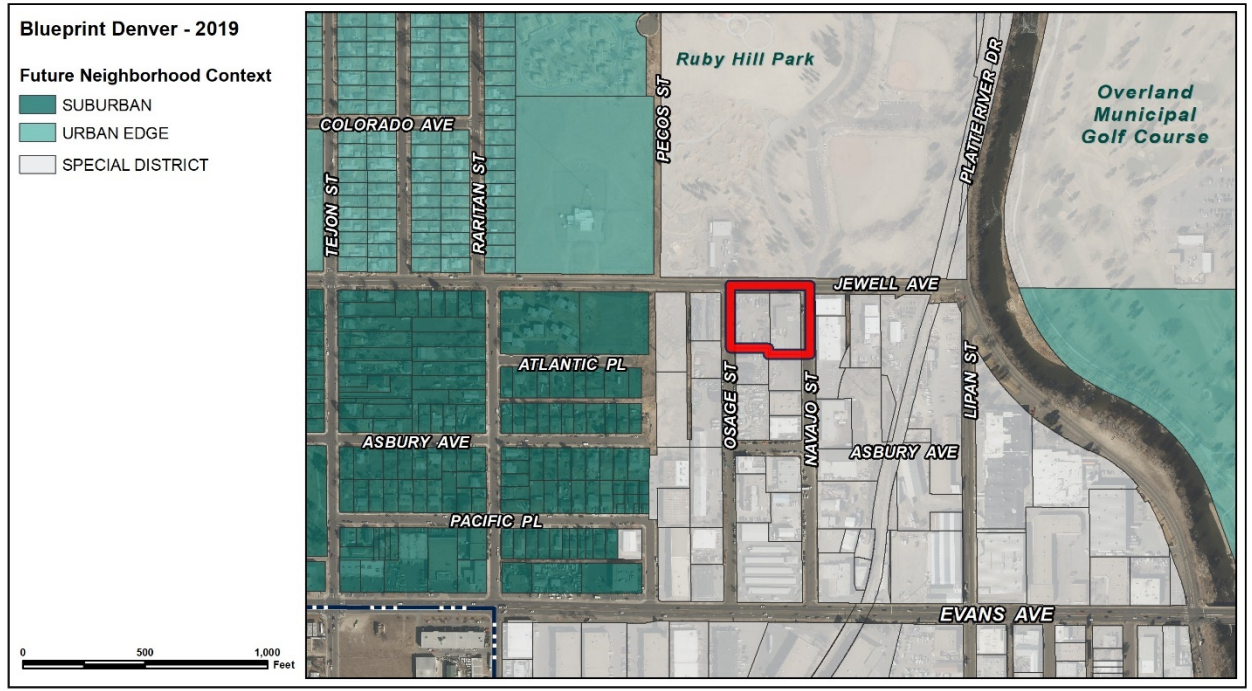 Blueprint Denver - 2019
Future Neighborhood Context
SUBURBAN
URBAN EDGE
SPECIAL DISTRICT
Ruby Hill Park
Overland
Municipal
Golf Course
COLORADO AVE
PECOS ST
PLATTE RIVER DR
TEJON ST
RARITAN ST
JEWELL AVE
ATLANTIC PL
OSAGE ST
NAVAJO ST
LIPAN ST
ASBURY AVE
ASBURY AVE
PACIFIC PL
EVANS AVE
0 500 1,000
Feet